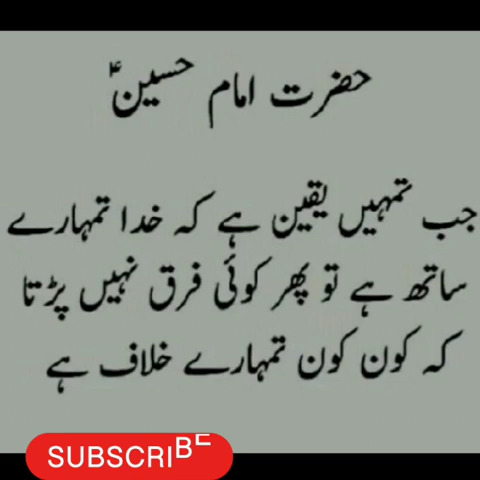 حضرت امام حسینؑ
جب تمہیں یقین ہے کہ خدا تمہارے
ساتھ ہے تو پھر کوئی فرق نہیں پڑتا
کہ کون کون تمہارے خلاف ہے
SUBSCRIBE